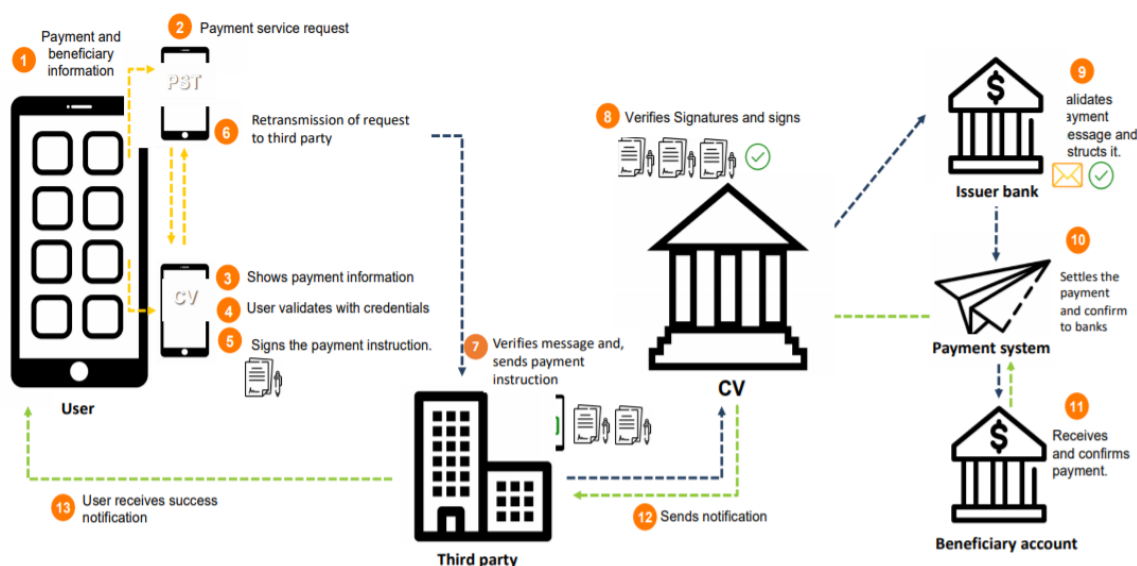 1
Payment and
beneficiary
information
2
Payment service request
PST
6
Retransmission of request
to third party
CV
3
Shows payment information
4
User validates with credentials
5
Signs the payment instruction.
User
7
Verifies message and,
sends payment
instruction
Third party
8
Verifies Signatures and signs
CV
$
9
alidates
ayment
essage and
structs it.
Issuer bank
10
Settles the
payment
and confirm
to banks
Payment system
$
11
Receives
and confirms
payment.
Beneficiary account
12
Sends notification
13
User receives success
notification